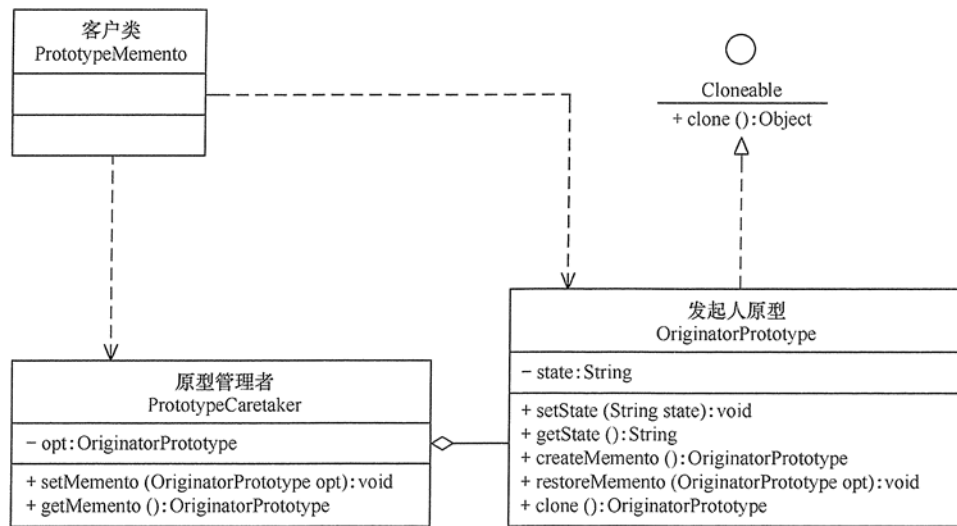 客户类
PrototypeMemento
Cloneable
+ clone ():Object
发起人原型
OriginatorPrototype
− state:String
+ setState (String state):void
+ getState ():String
+ createMemento ():OriginatorPrototype
+ restoreMemento (OriginatorPrototype opt):void
+ clone ():OriginatorPrototype
原型管理者
PrototypeCaretaker
− opt:OriginatorPrototype
+ setMemento (OriginatorPrototype opt):void
+ getMemento ():OriginatorPrototype